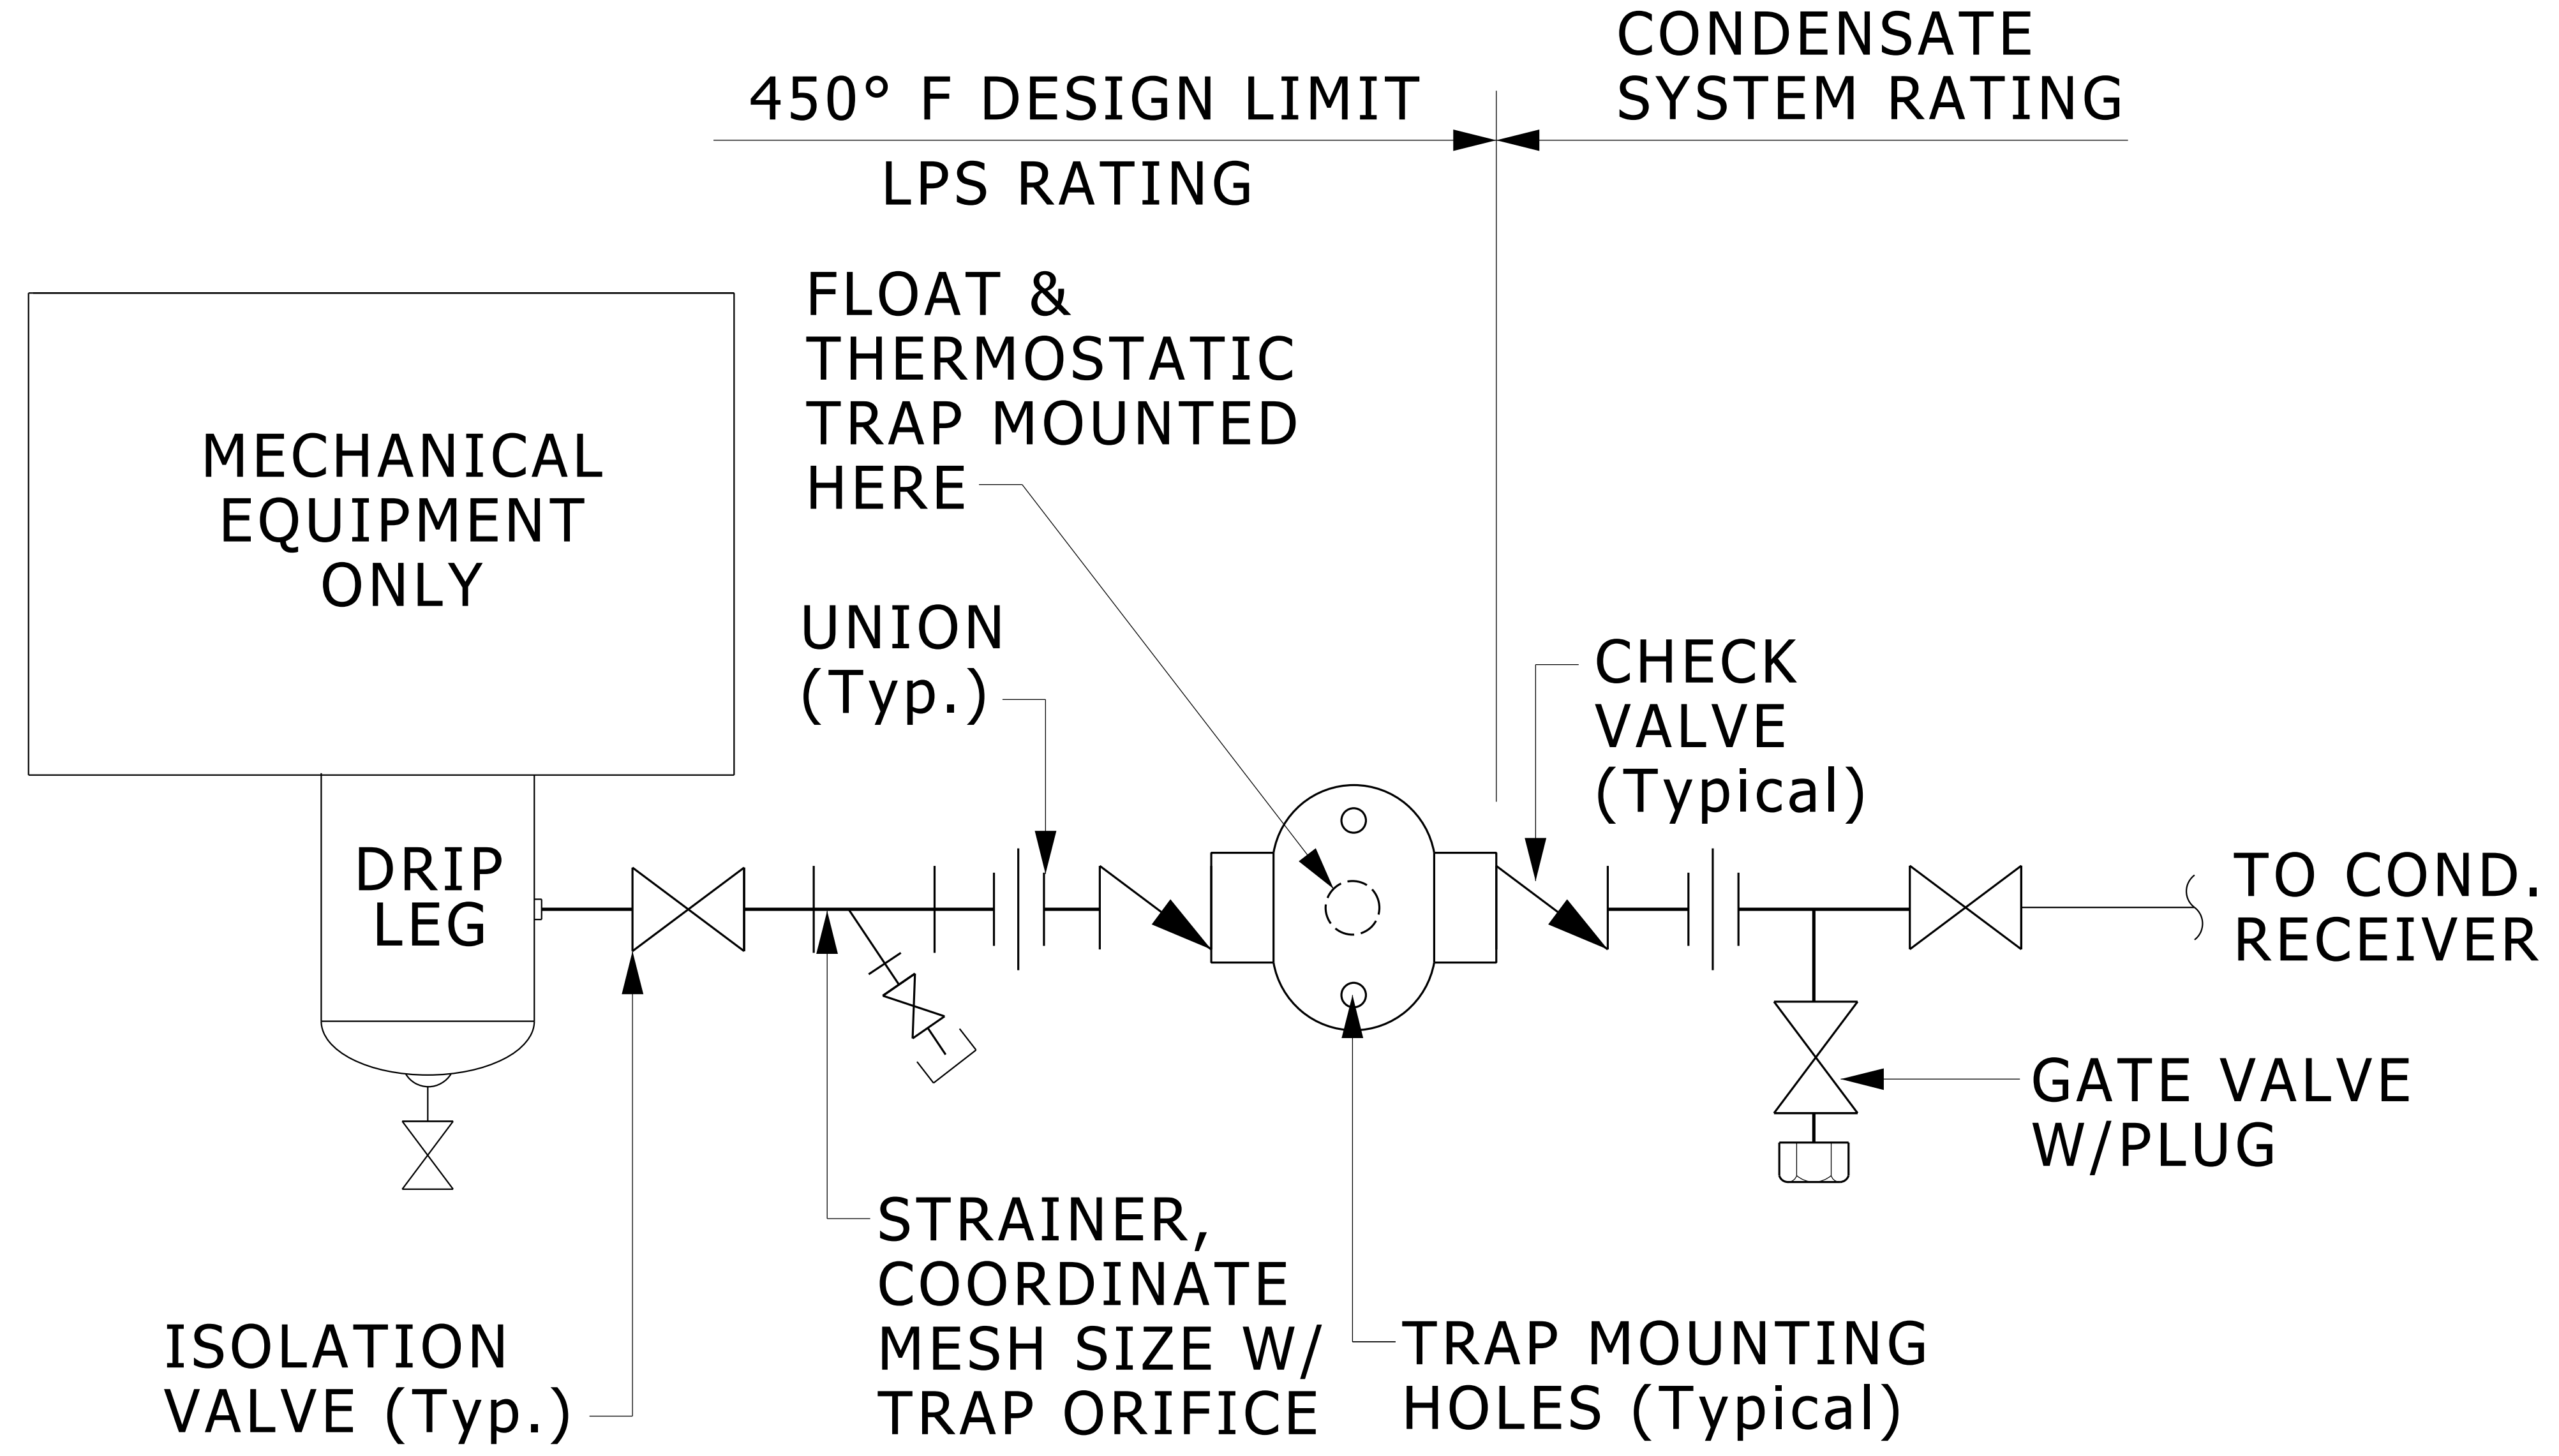 CONDENSATE
SYSTEM RATING
450° F DESIGN LIMIT
LPS RATING
FLOAT &
THERMOSTATIC
TRAP MOUNTED
HERE
MECHANICAL
EQUIPMENT
ONLY
UNION
(Typ.)
CHECK
VALVE
(Typical)
DRIP
LEG
TO COND.
RECEIVER
GATE VALVE
W/PLUG
STRAINER,
COORDINATE
MESH SIZE W/
TRAP ORIFICE
ISOLATION
VALVE (Typ.)
TRAP MOUNTING
HOLES (Typical)